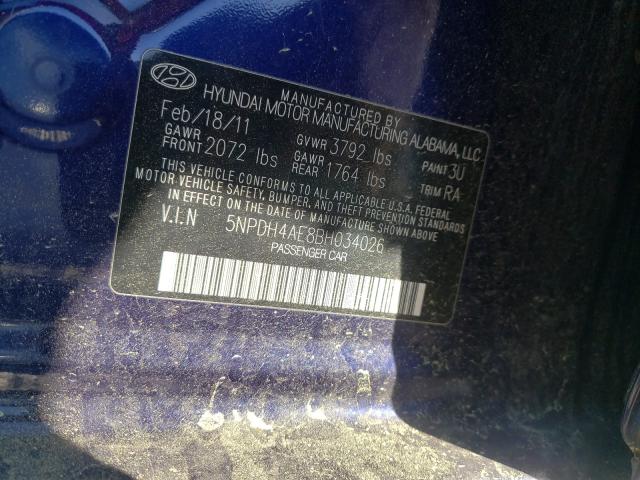 MANUFACTURED BY
HYUNDAI MOTOR MANUFACTURING ALABAMA, LLC
Feb/18/11 GVWR 3792 lbs PAINT 3U
GAWR FRONT 2072 lbs GAWR REAR 1764 lbs TRIM RA
THIS VEHICLE CONFORMS TO ALL APPLICABLE U.S.A. FEDERAL
MOTOR VEHICLE SAFETY, BUMPER, AND THEFT PREVENTION STANDARDS
IN EFFECT ON THE DATE OF MANUFACTURE SHOWN ABOVE.
V.I.N 5NPDH4AE8BH034026
PASSENGER CAR